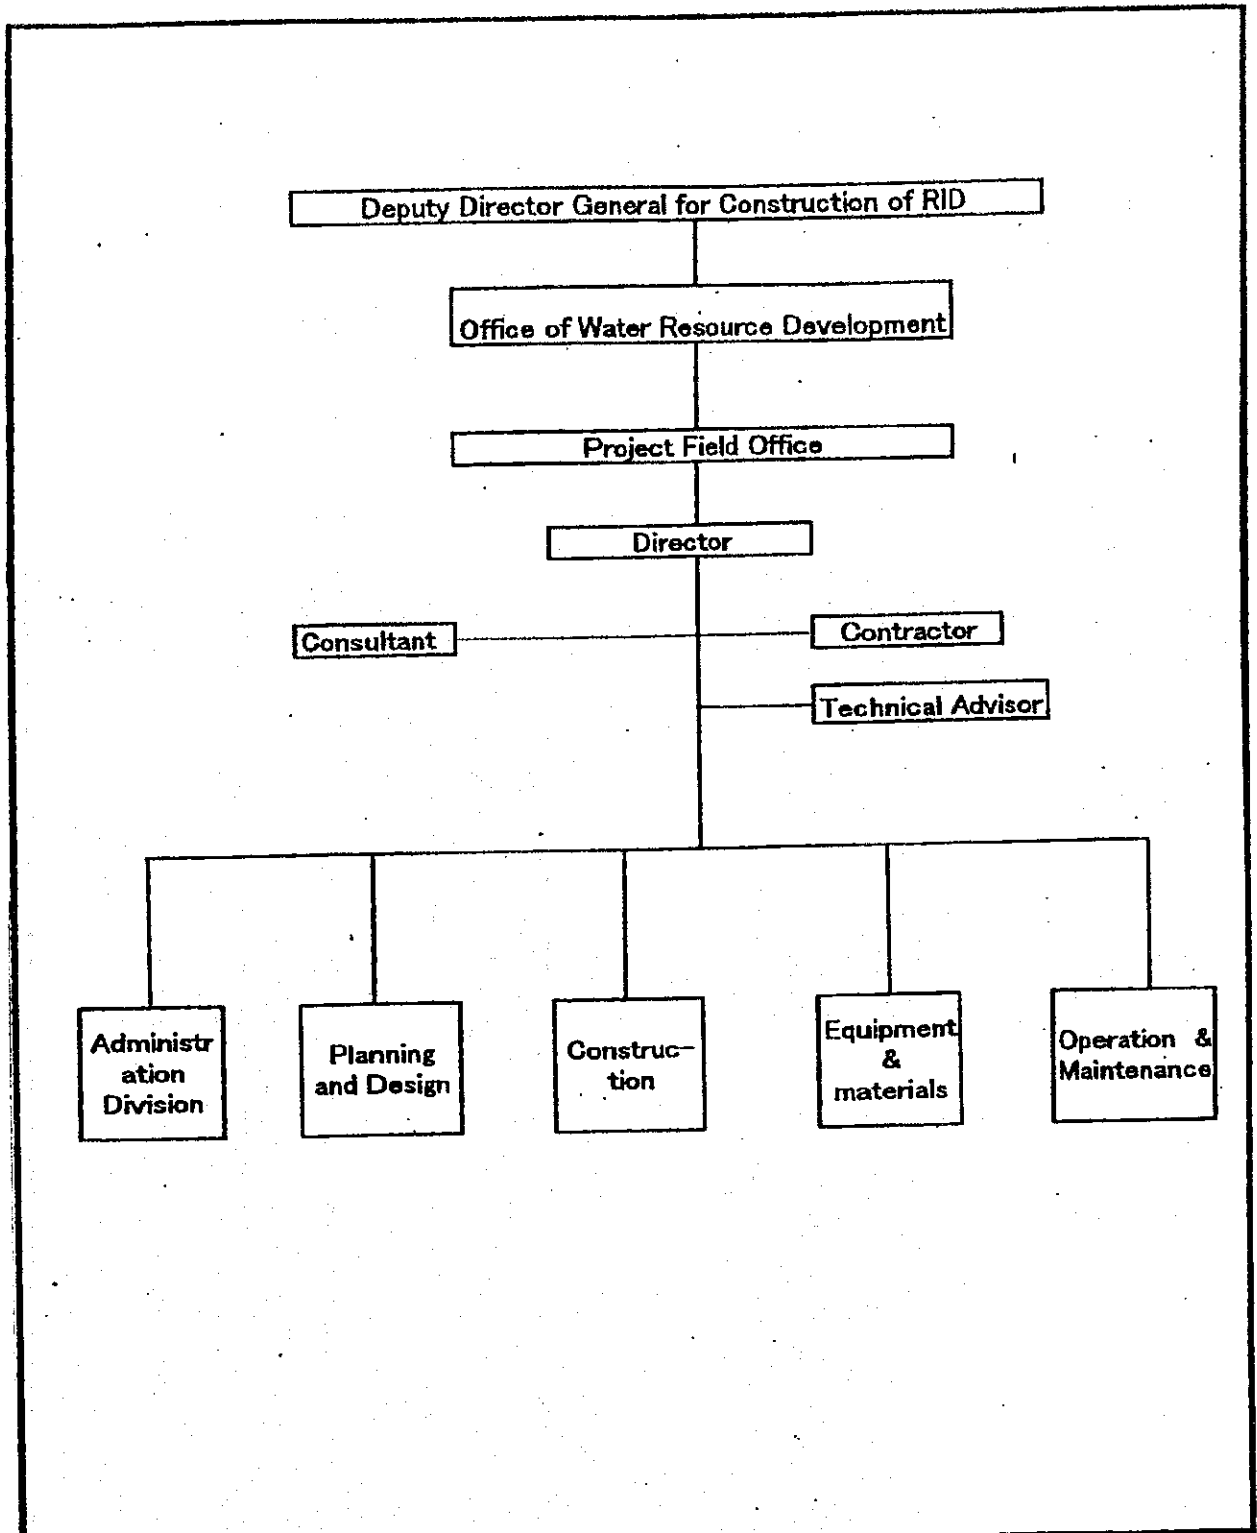 Deputy Director General for Construction of RID
Office of Water Resource Development
Project Field Office
Director
Consultant
Contractor
Technical Advisor
Administr
ation
Division
Planning
and Design
Construc-
tion
Equipment
&
materials
Operation &
Maintenance